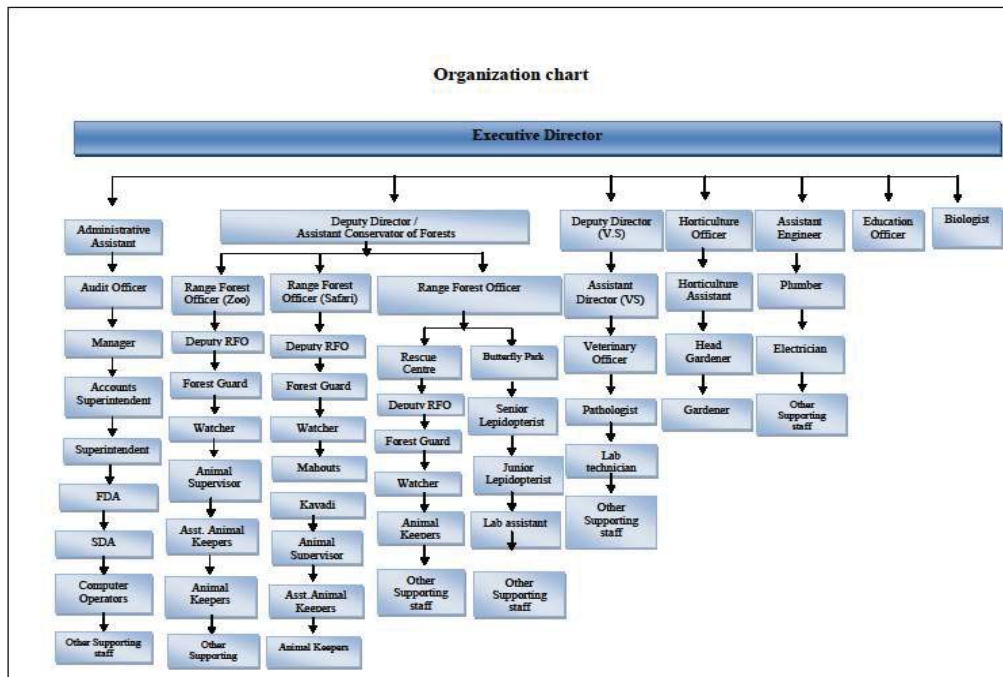 Organization chart
Executive Director
Administrative
Assistant
Audit Officer
Manager
Accounts
Superintendent
Superintendent
FDA
SDA
Computer
Operators
Other Supporting
staff
Deputy Director /
Assistant Conservator of Forests
Range Forest
Officer (Zoo)
Deputy RFO
Forest Guard
Watcher
Animal
Supervisor
Asst. Animal
Keepers
Animal
Keepers
Other
Supporting
Range Forest
Officer (Safari)
Deputy RFO
Forest Guard
Watcher
Mahouts
Kavadi
Animal
Supervisor
Asst.Animal
Keepers
Animal Keepers
Range Forest Officer
Rescue
Centre
Deputy RFO
Forest Guard
Watcher
Animal
Keepers
Other
Supporting
staff
Butterfly Park
Senior
Lepidopterist
Junior
Lepidopterist
Lab assistant
Other
Supporting
staff
Deputy Director
(V.S)
Assistant
Director (VS)
Veterinary
Officer
Pathologist
Lab
technician
Other
Supporting
staff
Horticulture
Officer
Horticulture
Assistant
Head
Gardener
Gardener
Assistant
Engineer
Plumber
Electrician
Other
Supporting
staff
Education
Officer
Biologist